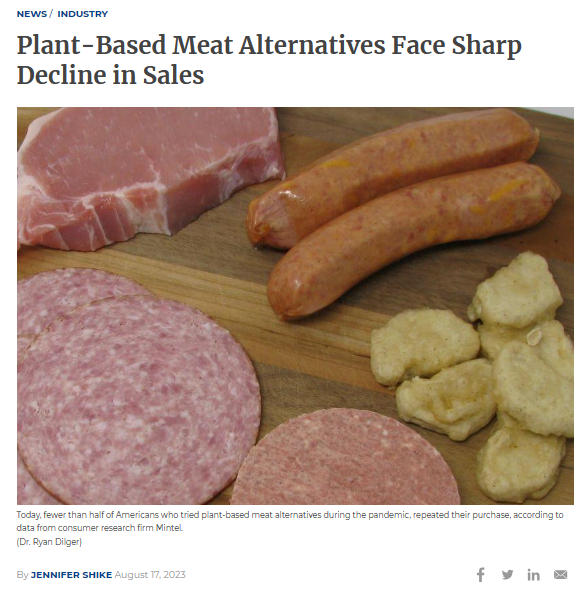 NEWS / INDUSTRY
Plant-Based Meat Alternatives Face Sharp
Decline in Sales
Today, fewer than half of Americans who tried plant-based meat alternatives during the pandemic, repeated their purchase, according to
data from consumer research firm Mintel.
(Dr. Ryan Dilger)
By JENNIFER SHIKE August 17, 2023